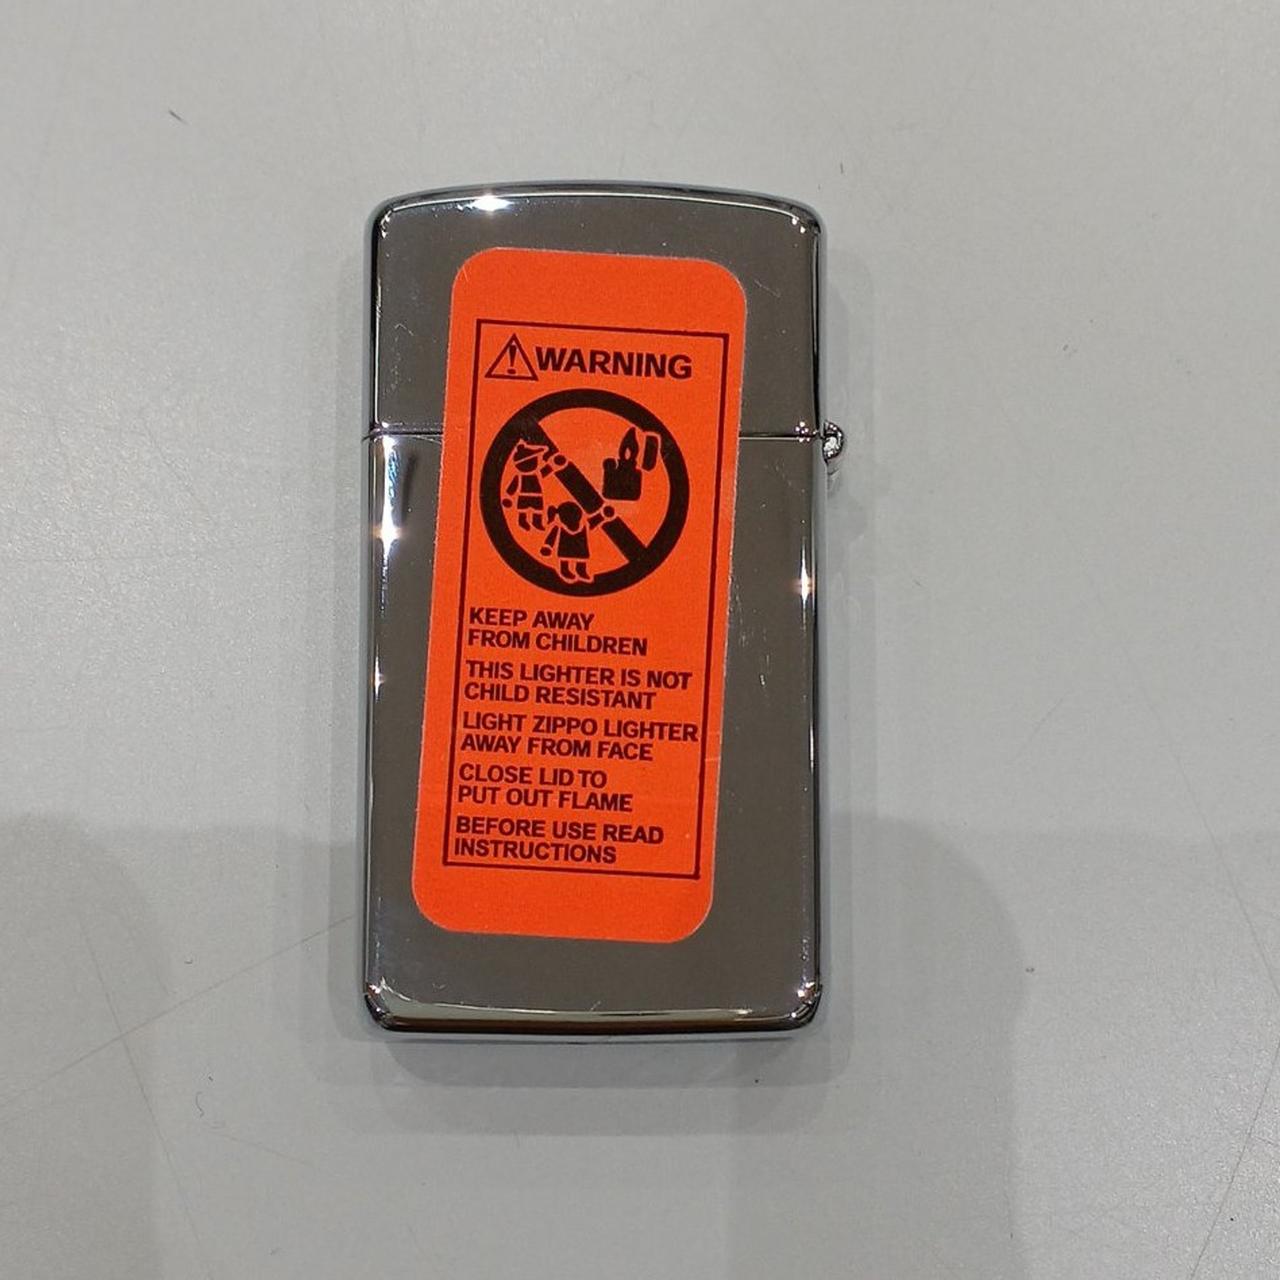 WARNING
KEEP AWAY
FROM CHILDREN
THIS LIGHTER IS NOT
CHILD RESISTANT
LIGHT ZIPPO LIGHTER
AWAY FROM FACE
CLOSE LID TO
PUT OUT FLAME
BEFORE USE READ
INSTRUCTIONS